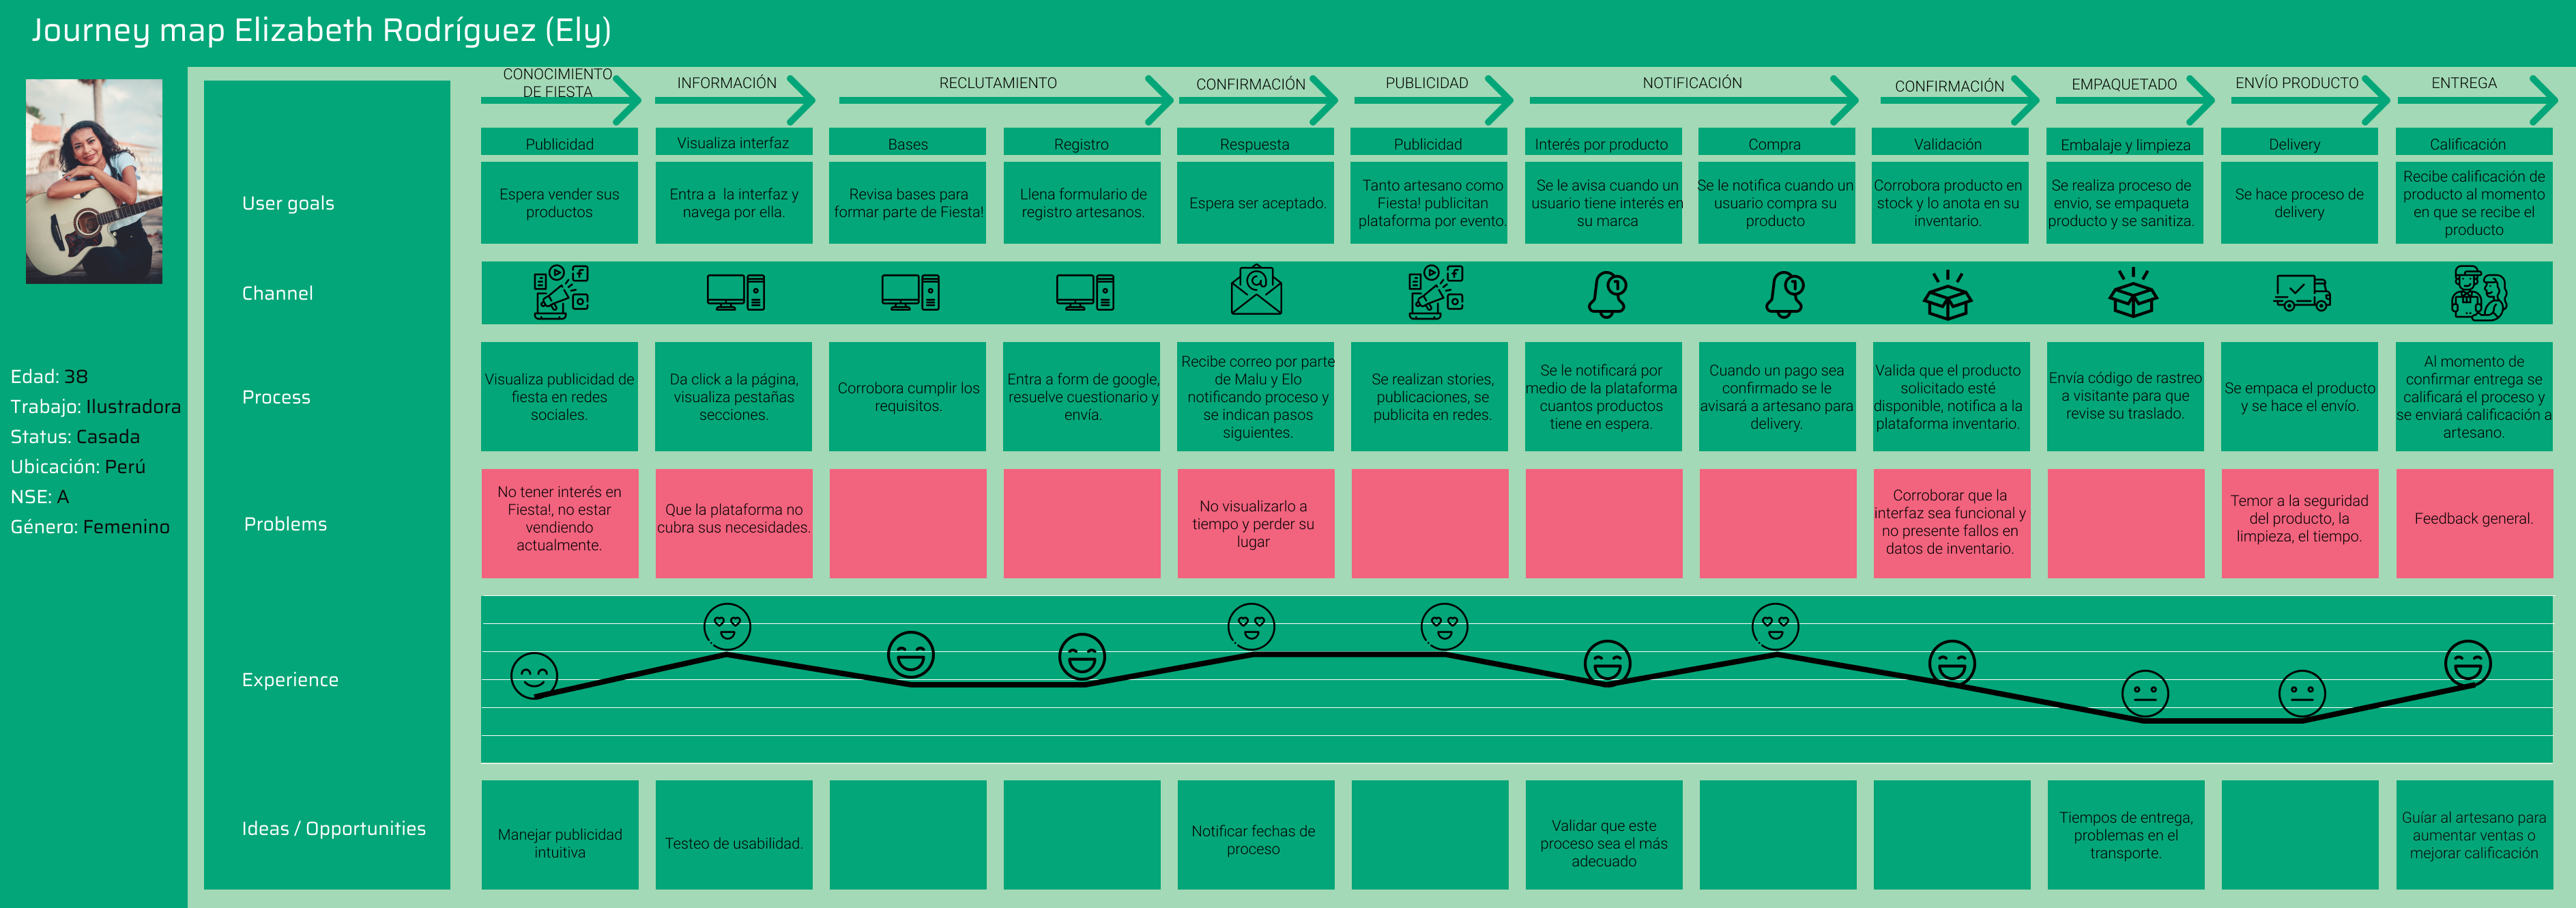 Journey map Elizabeth Rodríguez (Ely)
Edad: 38
Trabajo: Ilustradora
Status: Casada
Ubicación: Perú
NSE: A
Género: Femenino
CONOCIMIENTO
DE FIESTA
INFORMACIÓN
RECLUTAMIENTO
CONFIRMACIÓN
PUBLICIDAD
NOTIFICACIÓN
CONFIRMACIÓN
EMPAQUETADO
ENVÍO PRODUCTO
ENTREGA
Publicidad
Visualiza interfaz
Bases
Registro
Respuesta
Publicidad
Interés por producto
Compra
Validación
Embalaje y limpieza
Delivery
Calificación
User goals
Espera vender sus
productos
Entra a la interfaz y
navega por ella.
Revisa bases para
formar parte de Fiesta!
Llena formulario de
registro artesanos.
Espera ser aceptado.
Tanto artesano como
Fiesta! publicitan
plataforma por evento.
Se le avisa cuando un
usuario tiene interés en
su marca
Se le notifica cuando un
usuario compra su
producto
Corrobora producto en
stock y lo anota en su
inventario.
Se realiza proceso de
envio, se empaqueta
producto y se sanitiza.
Se hace proceso de
delivery
Recibe calificación de
producto al momento
en que se recibe el
producto
Channel
Process
Visualiza publicidad de
fiesta en redes
sociales.
Da click a la página,
visualiza pestañas
secciones.
Corrobora cumplir los
requisitos.
Entra a form de google,
resuelve cuestionario y
envía.
Recibe correo por parte
de Malu y Elo
notificando proceso y
se indican pasos
siguientes.
Se realizan stories,
publicaciones, se
publicita en redes.
Se le notificará por
medio de la plataforma
cuantos productos
tiene en espera.
Cuando un pago sea
confirmado se le
avisará a artesano para
delivery.
Valida que el producto
solicitado esté
disponible, notifica a la
plataforma inventario.
Envía código de rastreo
a visitante para que
revise su traslado.
Se empaca el producto
y se hace el envío.
Al momento de
confirmar entrega se
calificará el proceso y
se enviará calificación a
artesano.
Problems
No tener interés en
Fiesta!, no estar
vendiendo
actualmente.
Que la plataforma no
cubra sus necesidades.
No visualizarlo a
tiempo y perder su
lugar
Corroborar que la
interfaz sea funcional y
no presente fallos en
datos de inventario.
Temor a la seguridad
del producto, la
limpieza, el tiempo.
Feedback general.
Experience
Ideas / Opportunities
Manejar publicidad
intuitiva
Testeo de usabilidad.
Notificar fechas de
proceso
Validar que este
proceso sea el más
adecuado
Tiempos de entrega,
problemas en el
transporte.
Guíar al artesano para
aumentar ventas o
mejorar calificación